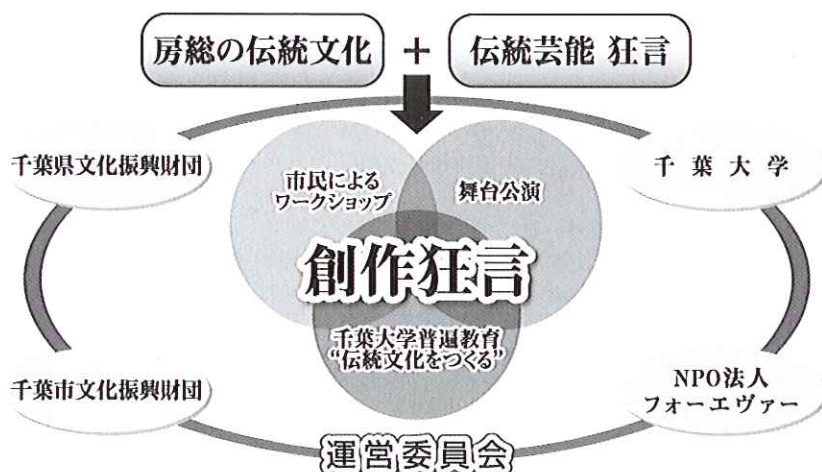 房総の伝統文化 + 伝統芸能 狂言
千葉県文化振興財団
市民による
ワークショップ
舞台公演
千葉大学
創作狂言
千葉大学普遍教育
“伝統文化をつくる”
千葉市文化振興財団
NPO法人
フォーエヴァー
運営委員会